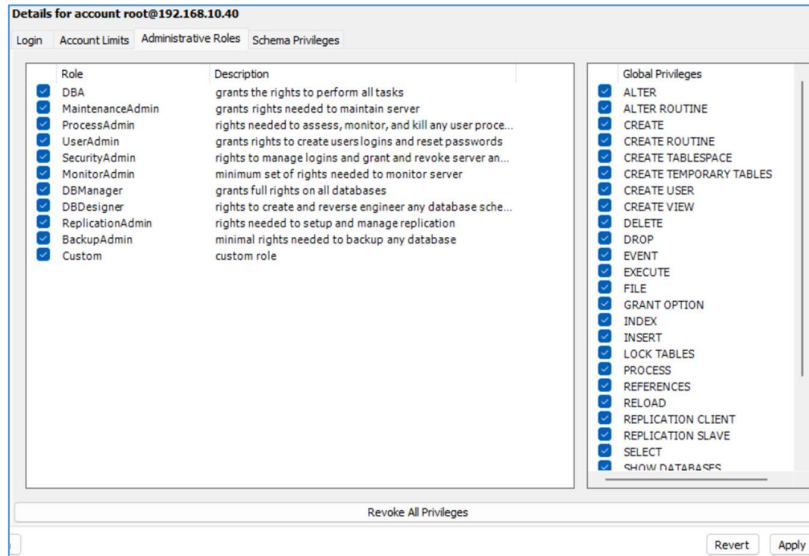 Details for account root@192.168.10.40
Login Account Limits Administrative Roles Schema Privileges
Role Description
DBA grants the rights to perform all tasks
MaintenanceAdmin grants rights needed to maintain server
ProcessAdmin rights needed to assess, monitor, and kill any user proce...
UserAdmin grants rights to create users logins and reset passwords
SecurityAdmin rights to manage logins and grant and revoke server an...
MonitorAdmin minimum set of rights needed to monitor server
DBManager grants full rights on all databases
DBDesigner rights to create and reverse engineer any database sche...
ReplicationAdmin rights needed to setup and manage replication
BackupAdmin minimal rights needed to backup any database
Custom custom role
Global Privileges
ALTER
ALTER ROUTINE
CREATE
CREATE ROUTINE
CREATE TABLESPACE
CREATE TEMPORARY TABLES
CREATE USER
CREATE VIEW
DELETE
DROP
EVENT
EXECUTE
FILE
GRANT OPTION
INDEX
INSERT
LOCK TABLES
PROCESS
REFERENCES
RELOAD
REPLICATION CLIENT
REPLICATION SLAVE
SELECT
SHOW DATABASES
Revoke All Privileges
Revert Apply